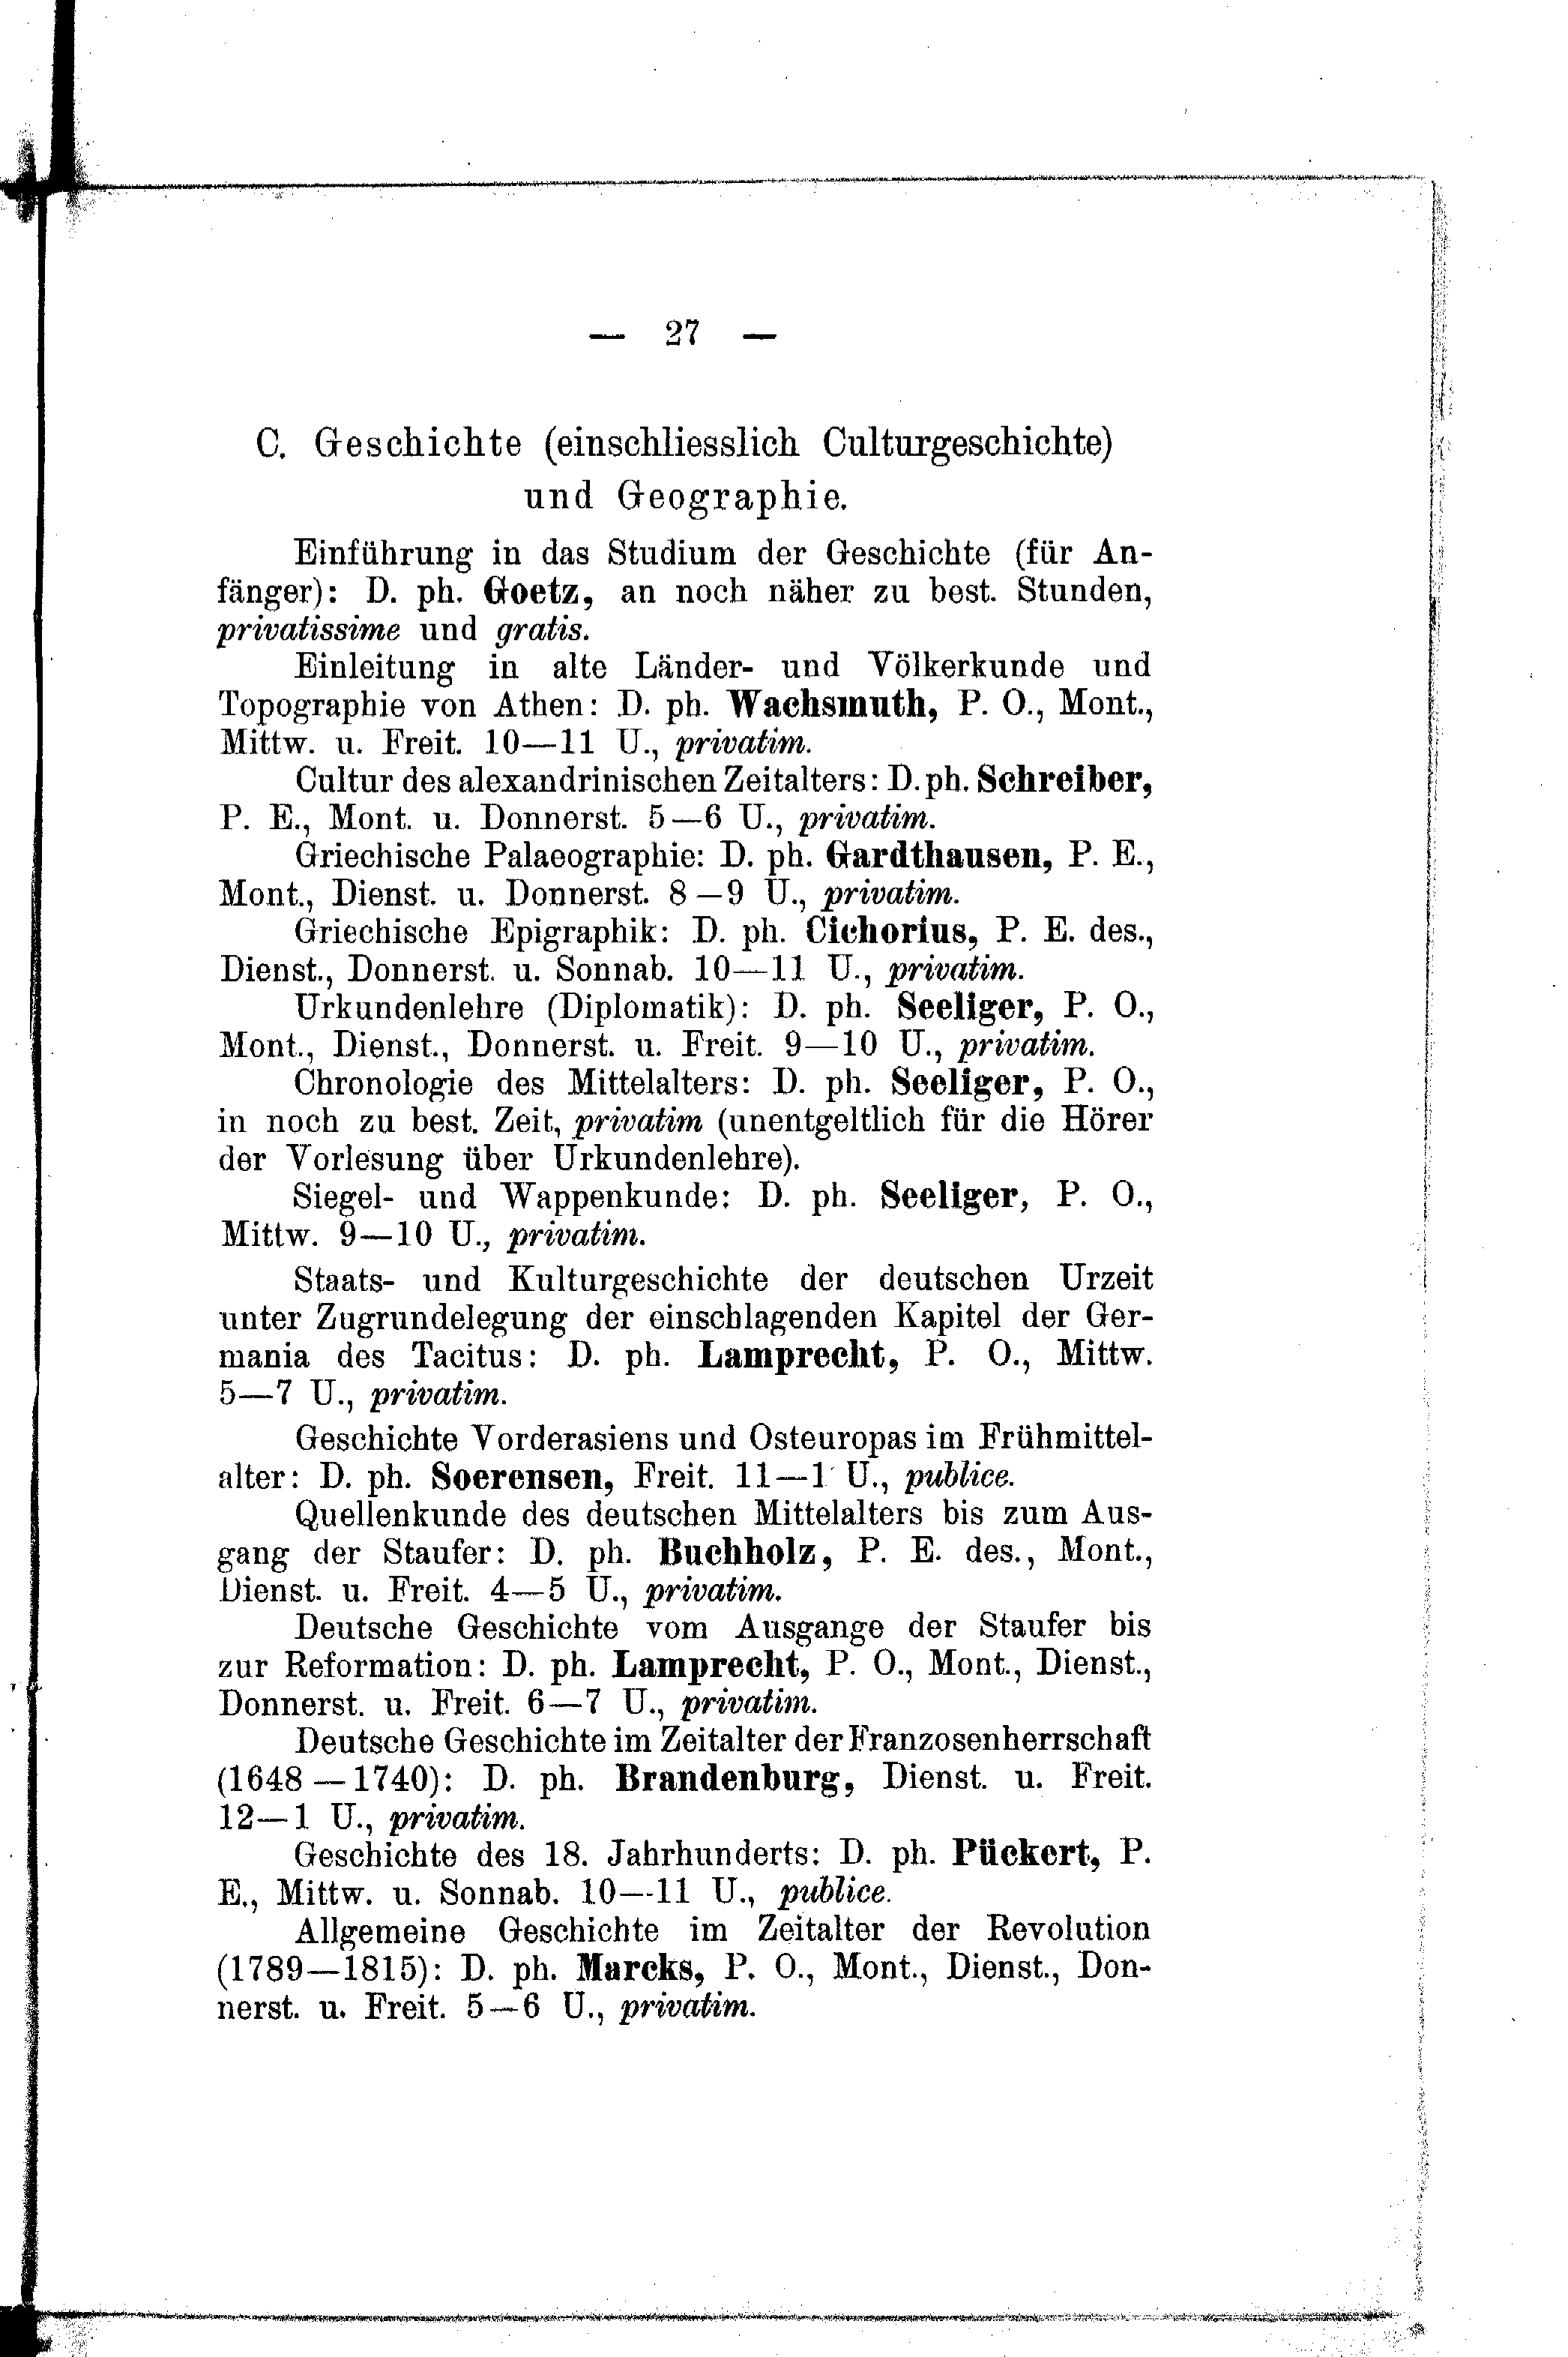 — 27 —
C. Geschichte (einschliesslich Culturgeschichte)
und Geographie.
Einführung in das Studium der Geschichte (für An-
fänger): D. ph. Goetz, an noch näher zu best. Stunden,
privatissime und gratis.
Einleitung in alte Länder- und Völkerkunde und
Topographie von Athen: D. ph. Wachsmuth, P. O., Mont.,
Mittw. u. Freit. 10—11 U., privatim.
Cultur des alexandrinischen Zeitalters: D. ph. Schreiber,
P. E., Mont. u. Donnerst. 5—6 U., privatim.
Griechische Palaeographie: D. ph. Gardthausen, P. E.,
Mont., Dienst. u. Donnerst. 8—9 U., privatim.
Griechische Epigraphik: D. ph. Cichorius, P. E. des.,
Dienst., Donnerst. u. Sonnab. 10—11 U., privatim.
Urkundenlehre (Diplomatik): D. ph. Seeliger, P. O.,
Mont., Dienst., Donnerst. u. Freit. 9—10 U., privatim.
Chronologie des Mittelalters: D. ph. Seeliger, P. O.,
in noch zu best. Zeit, privatim (unentgeltlich für die Hörer
der Vorlesung über Urkundenlehre).
Siegel- und Wappenkunde: D. ph. Seeliger, P. O.,
Mittw. 9—10 U., privatim.
Staats- und Kulturgeschichte der deutschen Urzeit
unter Zugrundelegung der einschlagenden Kapitel der Ger-
mania des Tacitus: D. ph. Lamprecht, P. O., Mittw.
5—7 U., privatim.
Geschichte Vorderasiens und Osteuropas im Frühmittel-
alter: D. ph. Soerensen, Freit. 11—1 U., publice.
Quellenkunde des deutschen Mittelalters bis zum Aus-
gang der Staufer: D. ph. Buchholz, P. E. des., Mont.,
Dienst. u. Freit. 4—5 U., privatim.
Deutsche Geschichte vom Ausgange der Staufer bis
zur Reformation: D. ph. Lamprecht, P. O., Mont., Dienst.,
Donnerst. u. Freit. 6—7 U., privatim.
Deutsche Geschichte im Zeitalter der Franzosenherrschaft
(1648—1740): D. ph. Brandenburg, Dienst. u. Freit.
12—1 U., privatim.
Geschichte des 18. Jahrhunderts: D. ph. Pückert, P.
E., Mittw. u. Sonnab. 10—11 U., publice.
Allgemeine Geschichte im Zeitalter der Revolution
(1789—1815): D. ph. Marcks, P. O., Mont., Dienst., Don-
nerst. u. Freit. 5—6 U., privatim.